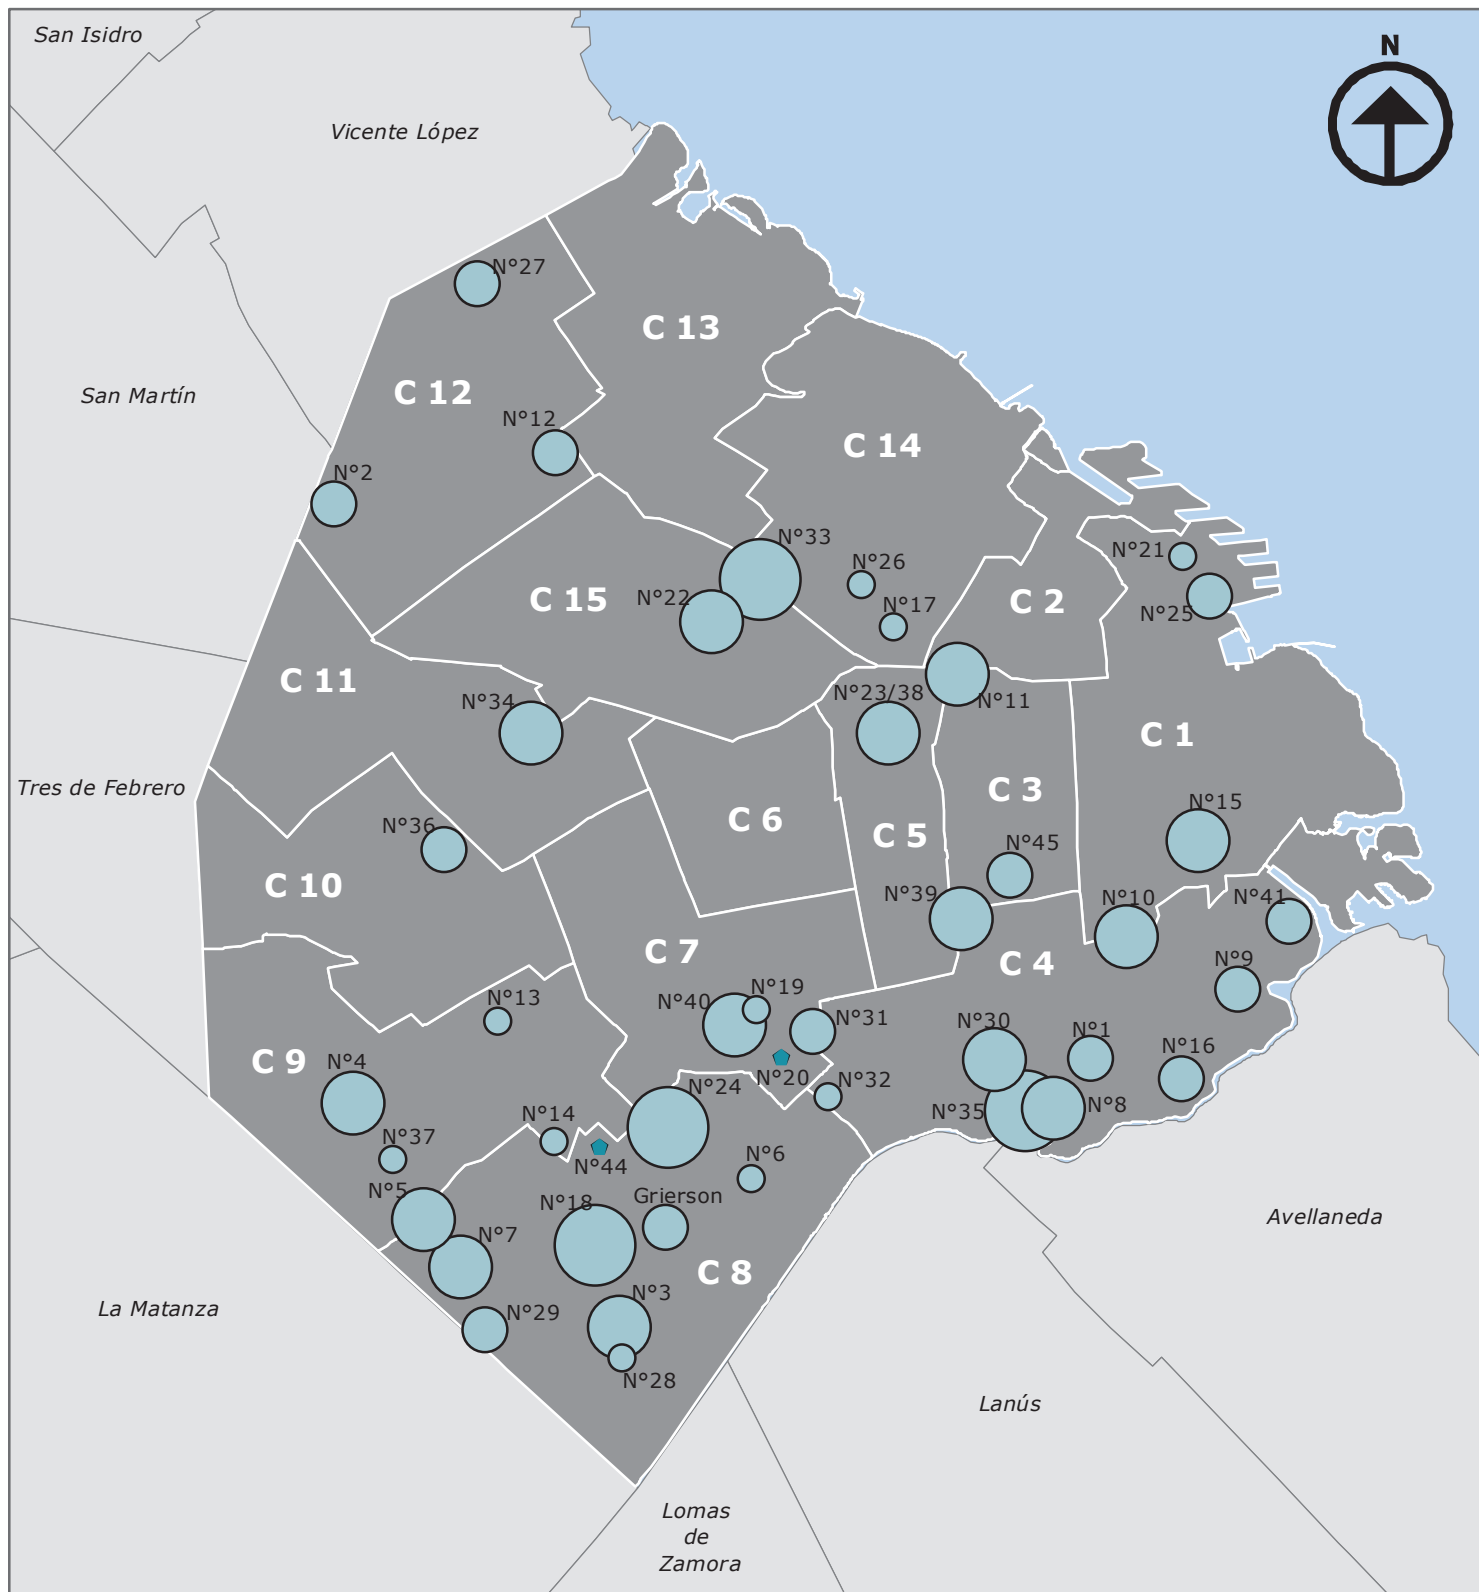 San Isidro
N
Vicente López
N°27
C 13
San Martín
C 12
N°12
C 14
N°2
N°33
N°21
N°26
C 15
N°22
C 2
N°17
N°25
C 11
N°34
N°23/38
N°11
C 1
Tres de Febrero
C 3
N°15
C 6
N°36
C 5
N°45
C 10
N°39
N°10
N°41
C 7
C 4
N°9
N°19
N°13
N°40
N°31
N°30
N°1
C 9
N°4
N°16
N°20
N°32
N°24
N°35
N°8
N°14
N°37
N°44
N°6
N°5
N°18
Grierson
Avellaneda
N°7
C 8
La Matanza
N°29
N°3
N°28
Lanús
Lomas
de
Zamora